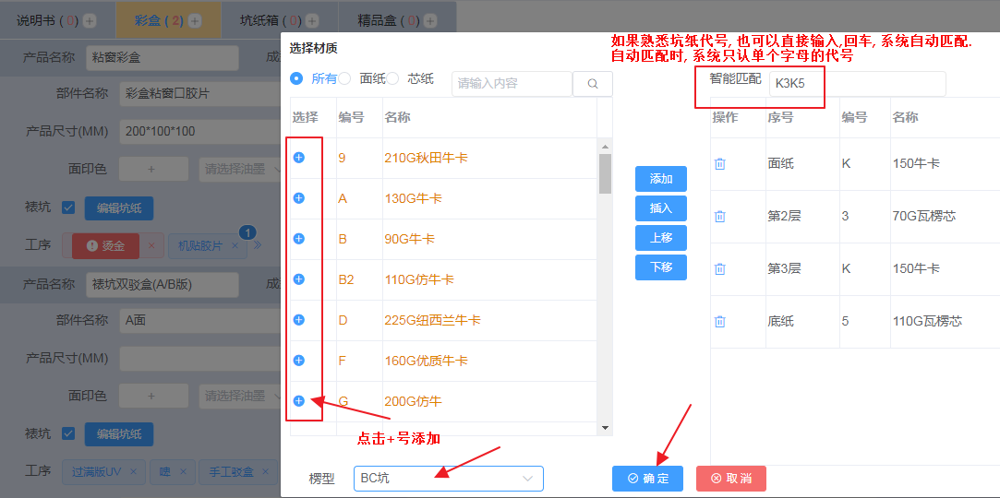 说明书 ( 0) +
彩盒 ( 2) +
坑纸箱 ( 0) +
精品盒 ( 0) +
产品名称 粘窗彩盒
部件名称 彩盒粘窗口胶片
产品尺寸(MM) 200*100*100
面印色 + 请选择油墨
裱坑 编辑坑纸
工序 烫金 × 机贴胶片 × 1
产品名称 裱坑双驳盒(A/B版)
部件名称 A面
产品尺寸(MM)
面印色 + 请选择油墨
裱坑 编辑坑纸
工序 过满版UV × 啤 × 手工驳盒 ×
选择材质
所有 面纸 芯纸 请输入内容
选择 编号 名称
9 210G秋田牛卡
A 130G牛卡
B 90G牛卡
B2 110G仿牛卡
D 225G纽西兰牛卡
F 160G优质牛卡
G 200G仿牛
点击+号添加
楞型 BC坑
添加
插入
上移
下移
如果熟悉坑纸代号, 也可以直接输入,回车, 系统自动匹配.
自动匹配时, 系统只认单个字母的代号
智能匹配 K3K5
操作 序号 编号 名称
面纸 K 150牛卡
第2层 3 70G瓦楞芯
第3层 K 150牛卡
底纸 5 110G瓦楞芯
确 定
取 消